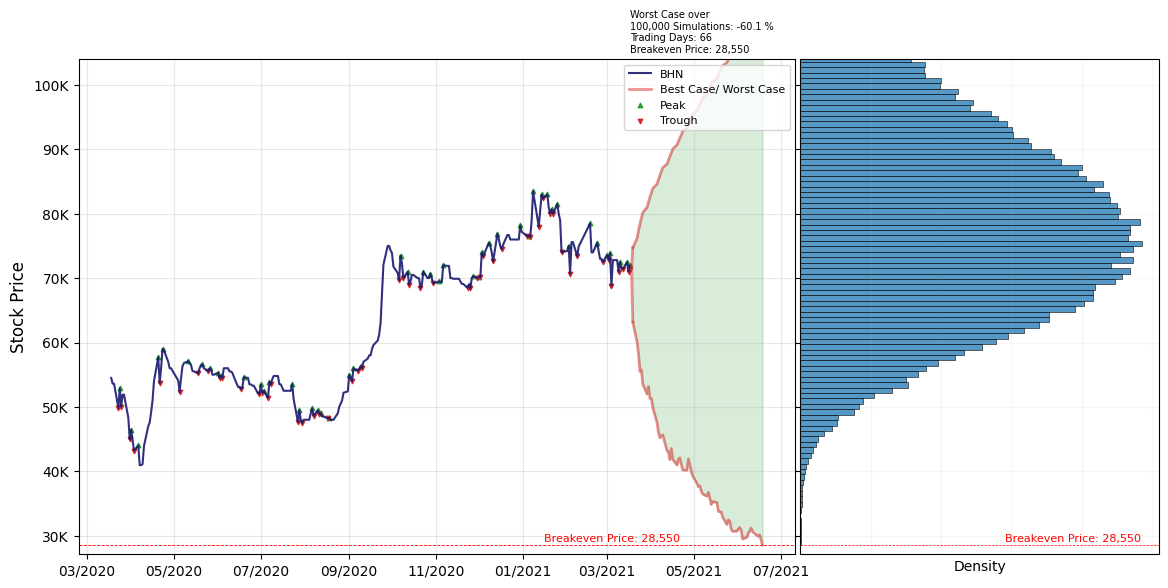 Worst Case over
100,000 Simulations: -60.1 %
Trading Days: 66
Breakeven Price: 28,550
BHN
Best Case/ Worst Case
Peak
Trough
Stock Price
100K
90K
80K
70K
60K
50K
40K
30K
Breakeven Price: 28,550
Breakeven Price: 28,550
03/2020 05/2020 07/2020 09/2020 11/2020 01/2021 03/2021 05/2021 07/2021
Density